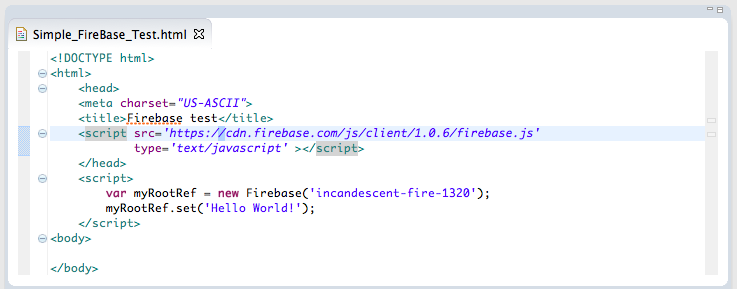 Simple_FireBase_Test.html
<!DOCTYPE html>
<html>
    <head>
    <meta charset="US-ASCII">
    <title>Firebase test</title>
    <script src='https://cdn.firebase.com/js/client/1.0.6/firebase.js'
            type='text/javascript' ></script>
    </head>
    <script>
        var myRootRef = new Firebase('incandescent-fire-1320');
        myRootRef.set('Hello World!');
    </script>
<body>
</body>